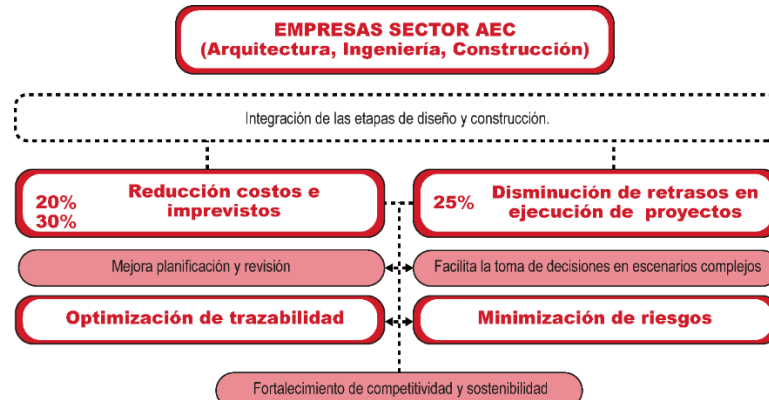 EMPRESAS SECTOR AEC
(Arquitectura, Ingeniería, Construcción)
Integración de las etapas de diseño y construcción.
20%
30%
Reducción costos e
imprevistos
25%
Disminución de retrasos en
ejecución de proyectos
Mejora planificación y revisión
Facilita la toma de decisiones en escenarios complejos
Optimización de trazabilidad
Minimización de riesgos
Fortalecimiento de competitividad y sostenibilidad